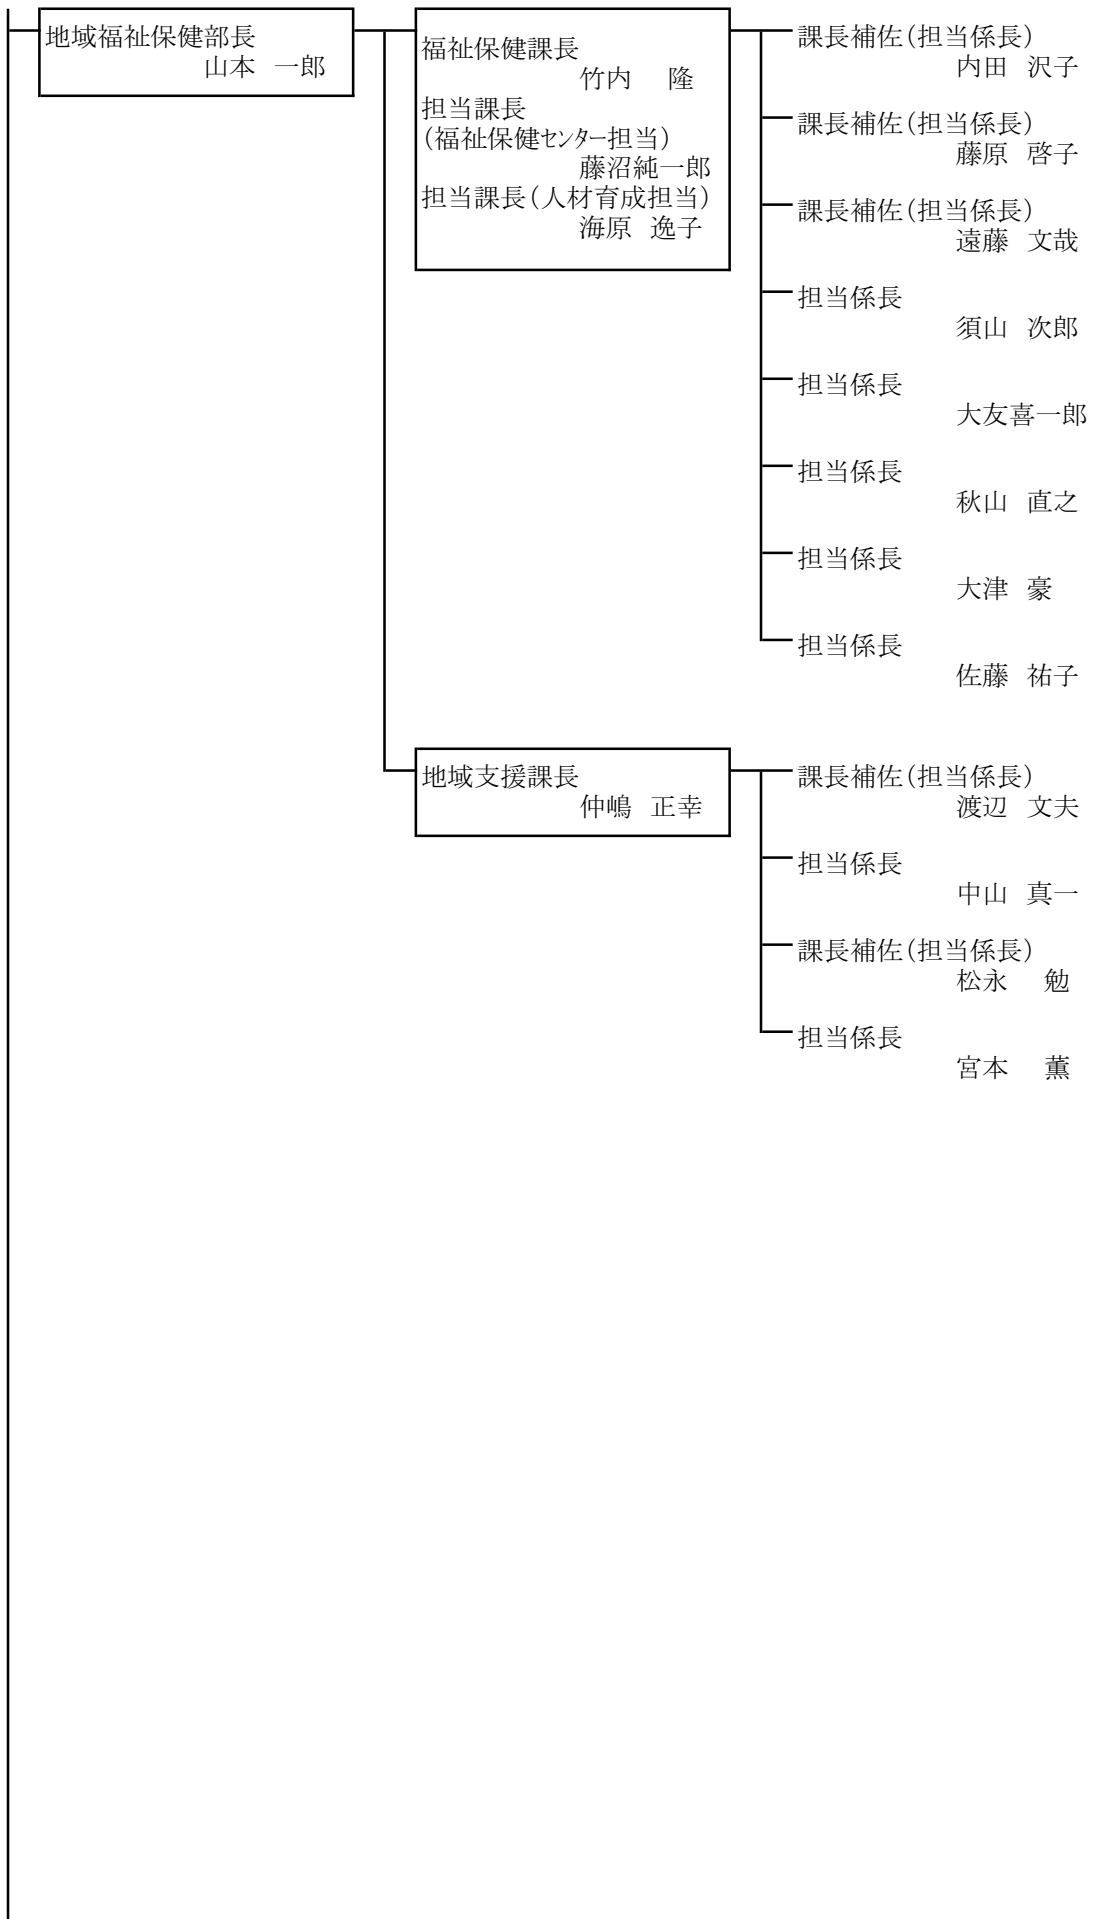 地域福祉保健部長
山本 一郎
福祉保健課長
竹内 隆
担当課長
(福祉保健センター担当)
藤沼純一郎
担当課長(人材育成担当)
海原 逸子
課長補佐(担当係長)
内田 沢子
課長補佐(担当係長)
藤原 啓子
課長補佐(担当係長)
遠藤 文哉
担当係長
須山 次郎
担当係長
大友喜一郎
担当係長
秋山 直之
担当係長
大津 豪
担当係長
佐藤 祐子
地域支援課長
仲嶋 正幸
課長補佐(担当係長)
渡辺 文夫
担当係長
中山 真一
課長補佐(担当係長)
松永 勉
担当係長
宮本 薫